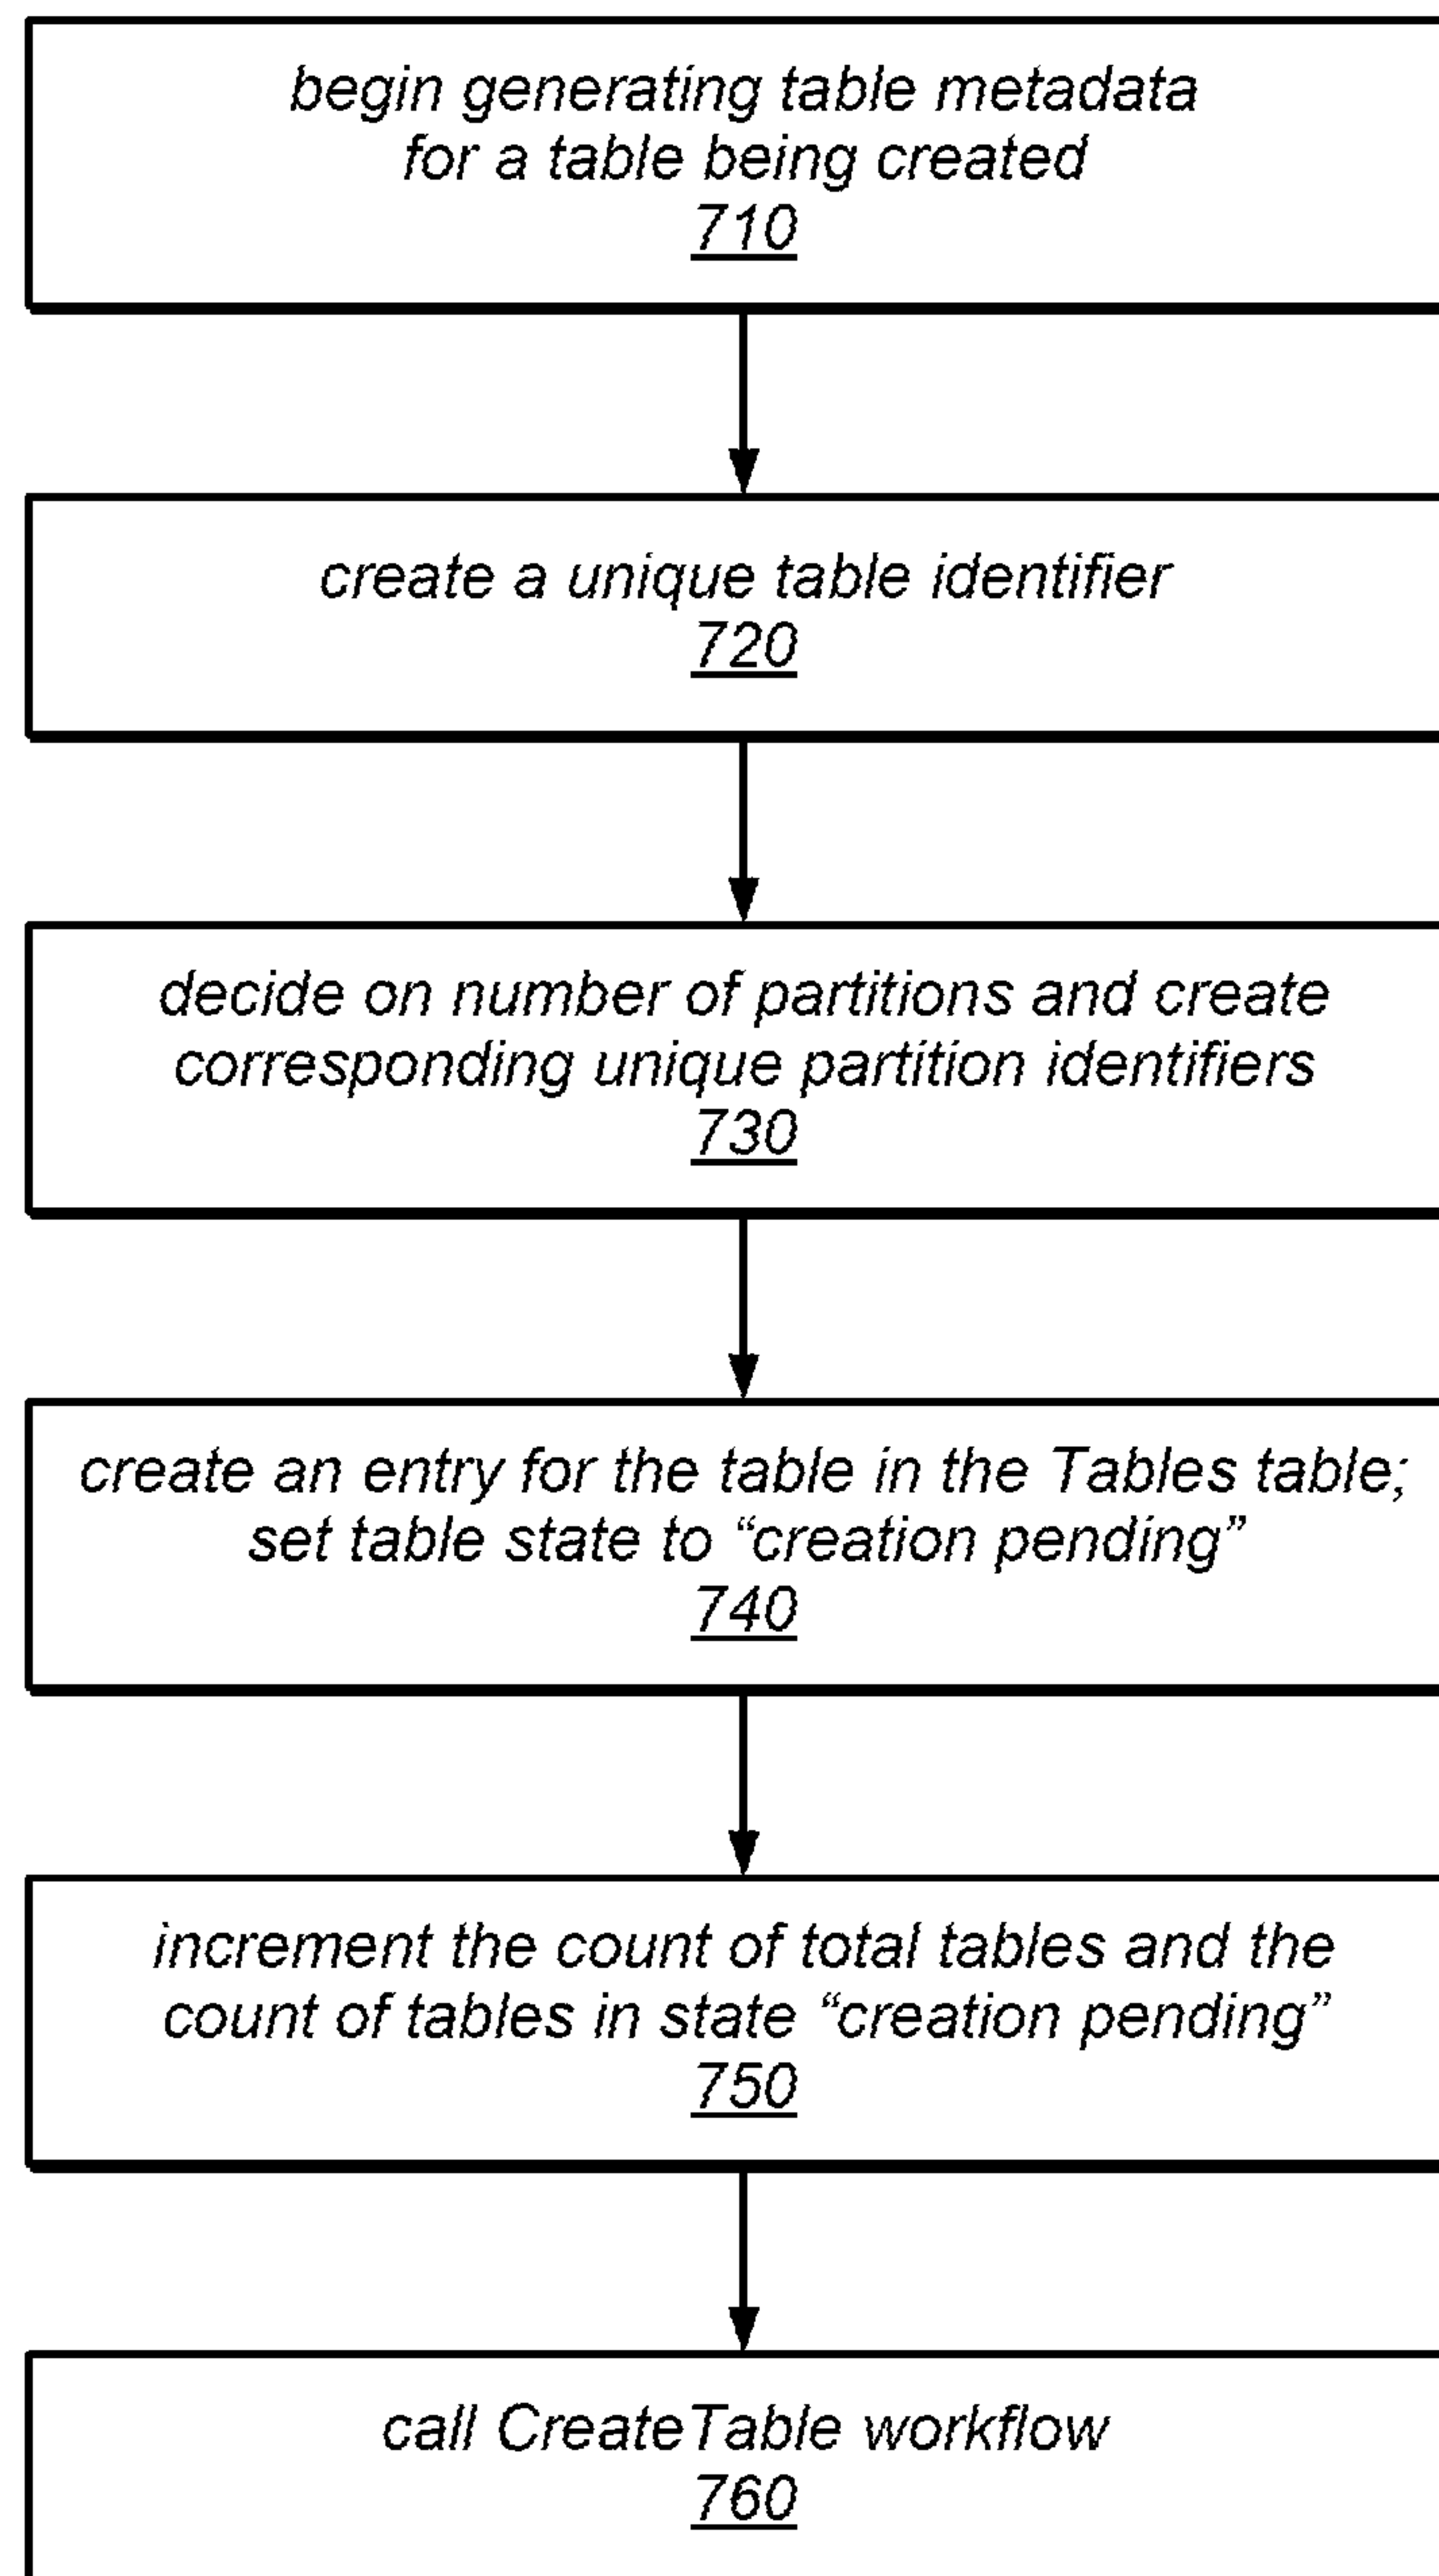 begin generating table metadata
for a table being created
710
create a unique table identifier
720
decide on number of partitions and create
corresponding unique partition identifiers
730
create an entry for the table in the Tables table;
set table state to “creation pending”
740
increment the count of total tables and the
count of tables in state “creation pending”
750
call CreateTable workflow
760